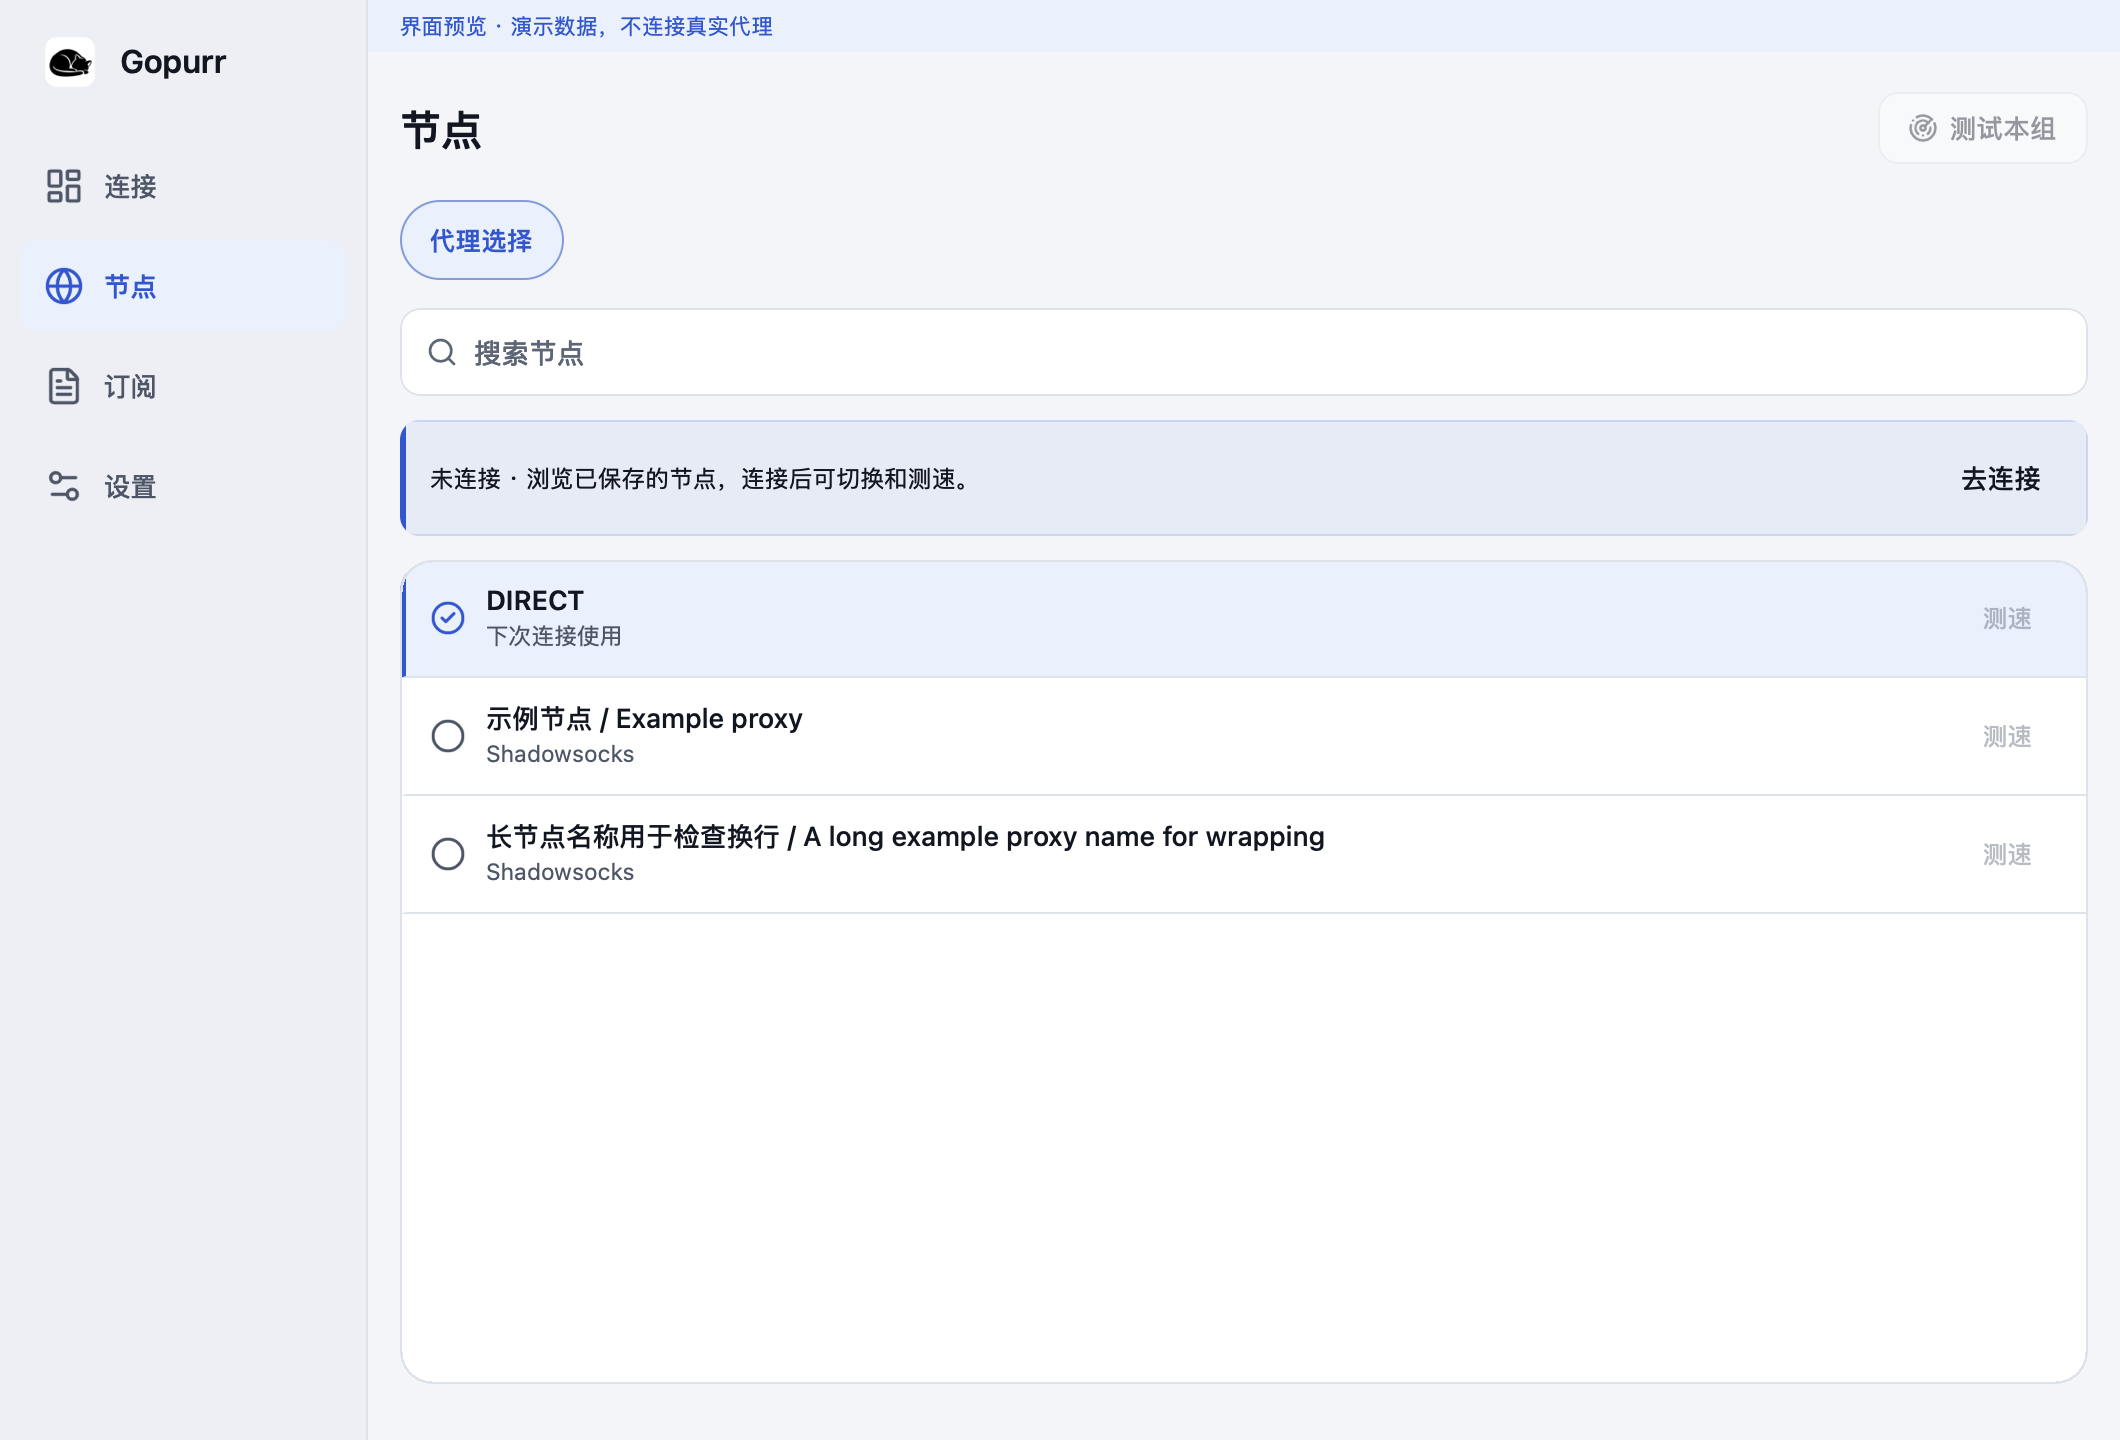 界面预览 · 演示数据，不连接真实代理
Gopurr
连接
节点
订阅
设置
节点
测试本组
代理选择
搜索节点
未连接 · 浏览已保存的节点，连接后可切换和测速。
去连接
DIRECT
下次连接使用
测速
示例节点 / Example proxy
Shadowsocks
测速
长节点名称用于检查换行 / A long example proxy name for wrapping
Shadowsocks
测速